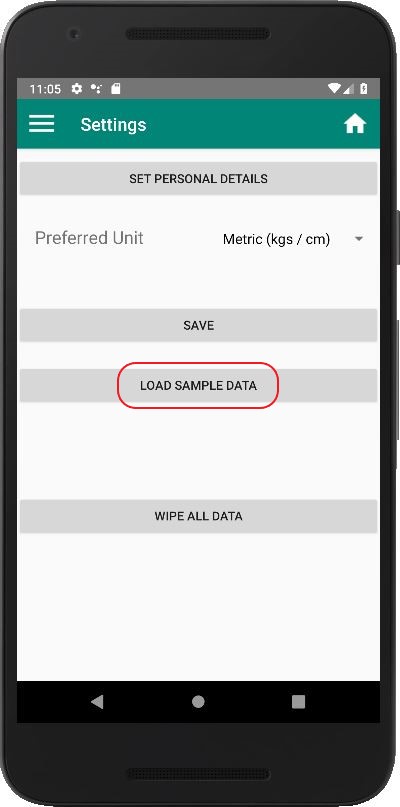 11:05
Settings
SET PERSONAL DETAILS
Preferred Unit
Metric (kgs / cm)
SAVE
LOAD SAMPLE DATA
WIPE ALL DATA